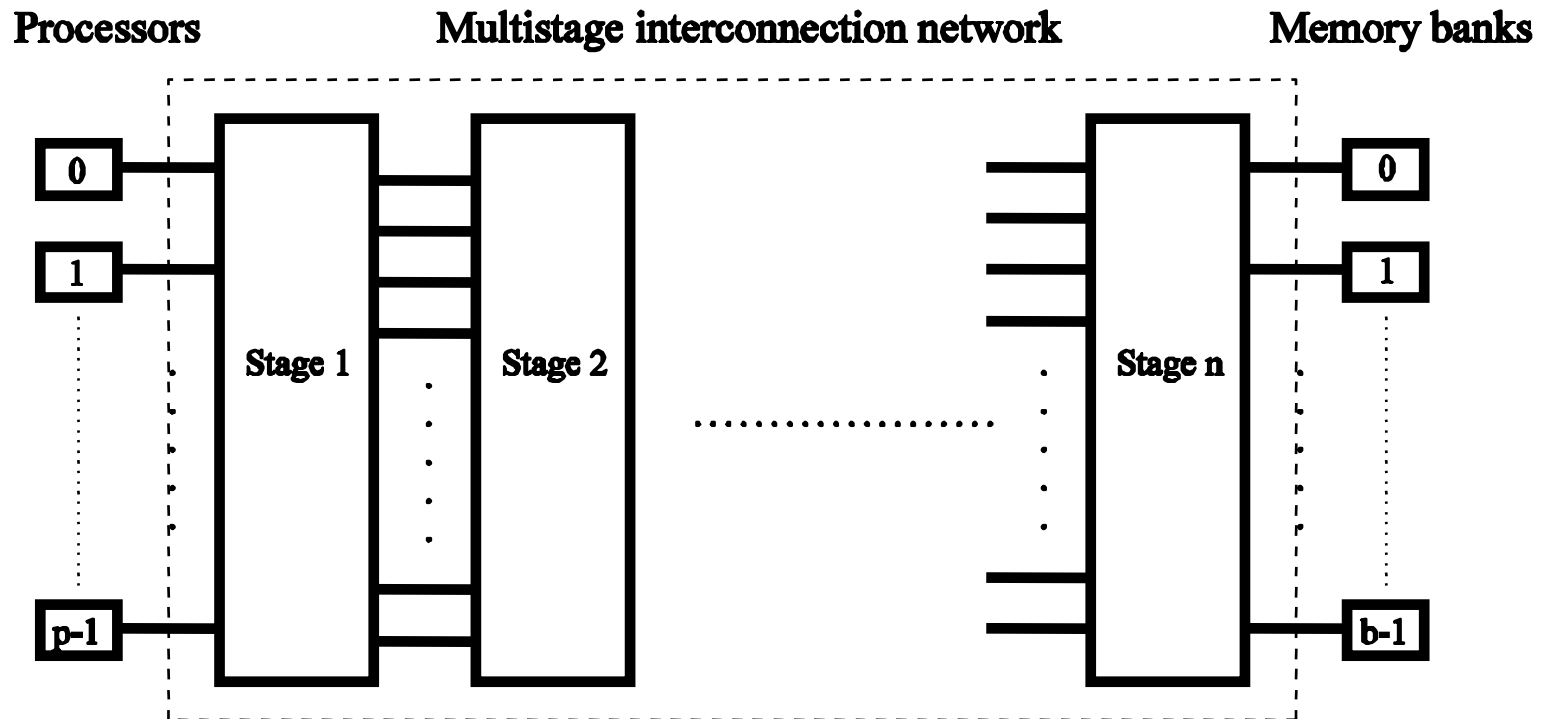 Processors
Multistage interconnection network
Memory banks
0
0
1
1
Stage 1
Stage 2
Stage n
p-1
b-1